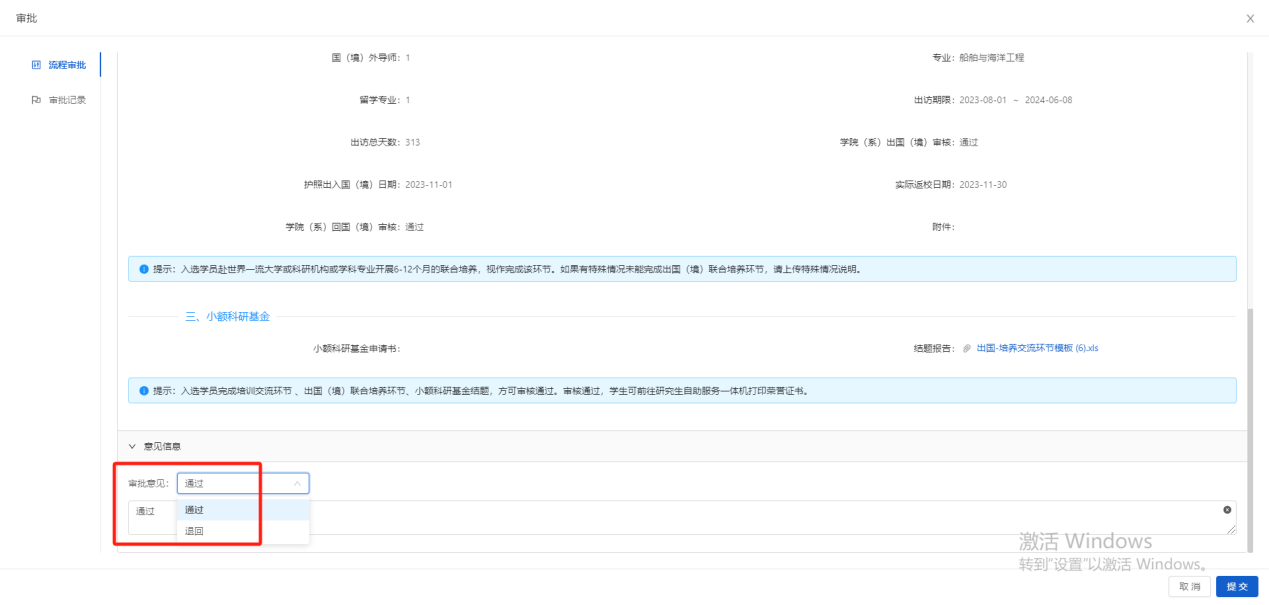 审批
流程审批
审批记录
国（境）外导师：1
专业：船舶与海洋工程
留学专业：1
出访期限：2023-08-01 ~ 2024-06-08
出访总天数：313
学院（系）出国（境）审核：通过
护照出入国（境）日期：2023-11-01
实际返校日期：2023-11-30
学院（系）回国（境）审核：通过
附件：
提示：入选学员赴世界一流大学或科研机构或学科专业开展6-12个月的联合培养，视作完成该环节。如果有特殊情况未能完成出国（境）联合培养环节，请上传特殊情况说明。
三、小额科研基金
小额科研基金申请书：
结题报告：出国-培养交流环节模板 (6).xls
提示：入选学员完成培训交流环节 、出国（境）联合培养环节、小额科研基金结题，方可审核通过。审核通过，学生可前往研究生自助服务一体机打印荣营证书。
意见信息
审批意见：通过
通过
通过
退回
激活 Windows
转到"设置"以激活 Windows。
取 消
提 交